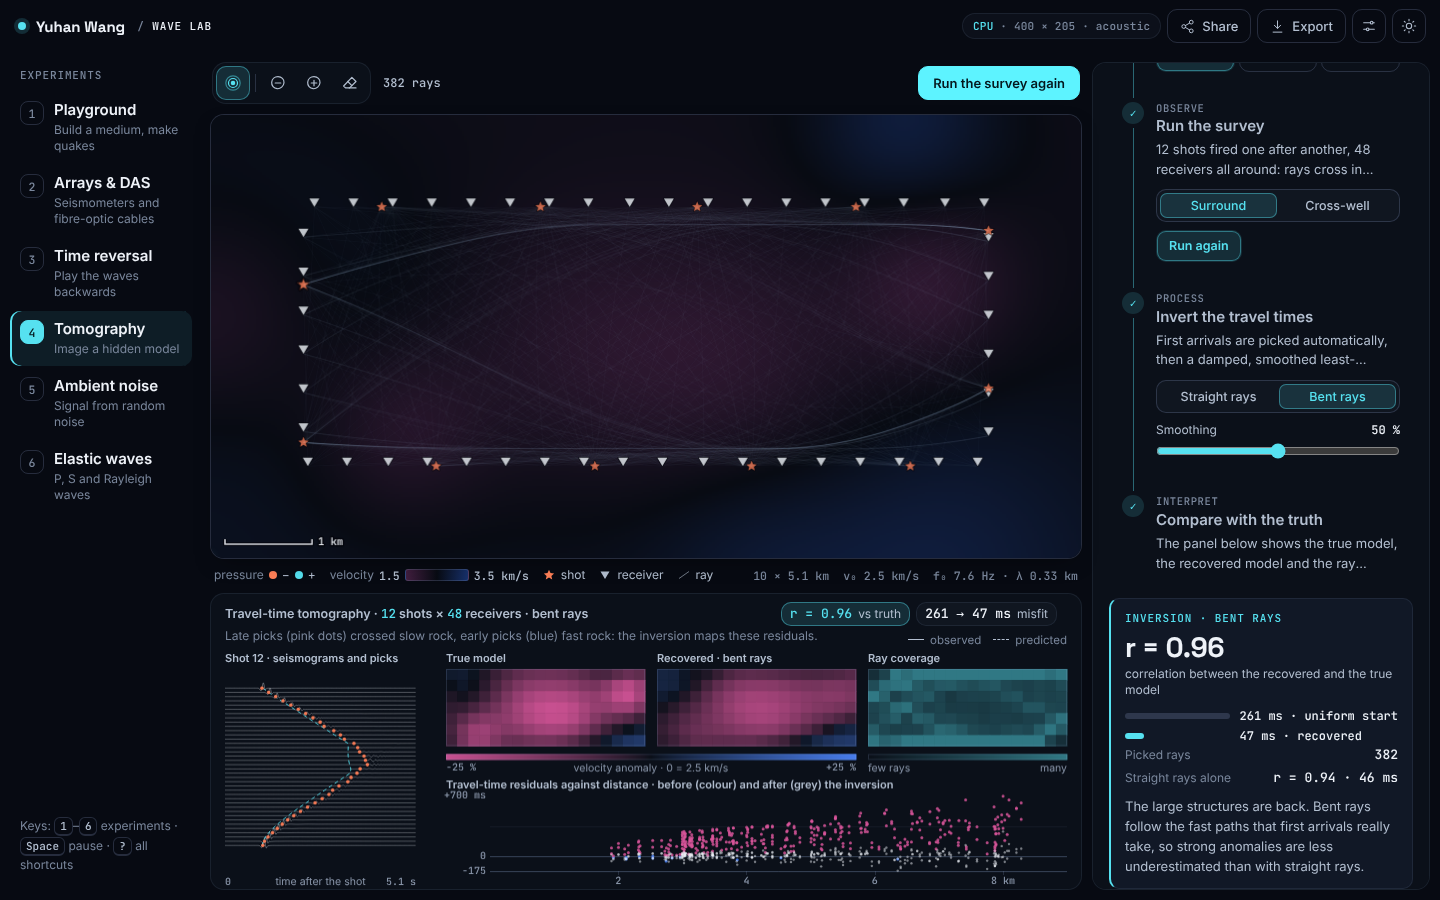 Yuhan Wang / WAVE LAB
CPU · 400 × 205 · acoustic
Share
Export
EXPERIMENTS
1
Playground
Build a medium, make
quakes
2
Arrays & DAS
Seismometers and
fibre-optic cables
3
Time reversal
Play the waves
backwards
4
Tomography
Image a hidden model
5
Ambient noise
Signal from random
noise
6
Elastic waves
P, S and Rayleigh
waves
Keys: 1–6 experiments ·
Space pause · ? all
shortcuts
382 rays
Run the survey again
1 km
pressure − + velocity 1.5 3.5 km/s shot receiver ray
10 × 5.1 km v₀ 2.5 km/s f₀ 7.6 Hz · λ 0.33 km
Travel-time tomography · 12 shots × 48 receivers · bent rays
r = 0.96 vs truth
261 → 47 ms misfit
Late picks (pink dots) crossed slow rock, early picks (blue) fast rock: the inversion maps these residuals.
observed predicted
Shot 12 · seismograms and picks
True model
Recovered · bent rays
Ray coverage
-25 %
velocity anomaly · 0 = 2.5 km/s
+25 %
few rays
many
Travel-time residuals against distance · before (colour) and after (grey) the inversion
+700 ms
0
-175
2
4
6
8 km
0
time after the shot
5.1 s
OBSERVE
Run the survey
12 shots fired one after another, 48
receivers all around: rays cross in…
Surround
Cross-well
Run again
PROCESS
Invert the travel times
First arrivals are picked automatically,
then a damped, smoothed least-…
Straight rays
Bent rays
Smoothing
50 %
INTERPRET
Compare with the truth
The panel below shows the true model,
the recovered model and the ray…
INVERSION · BENT RAYS
r = 0.96
correlation between the recovered and the true
model
261 ms · uniform start
47 ms · recovered
Picked rays
382
Straight rays alone
r = 0.94 · 46 ms
The large structures are back. Bent rays
follow the fast paths that first arrivals really
take, so strong anomalies are less
underestimated than with straight rays.